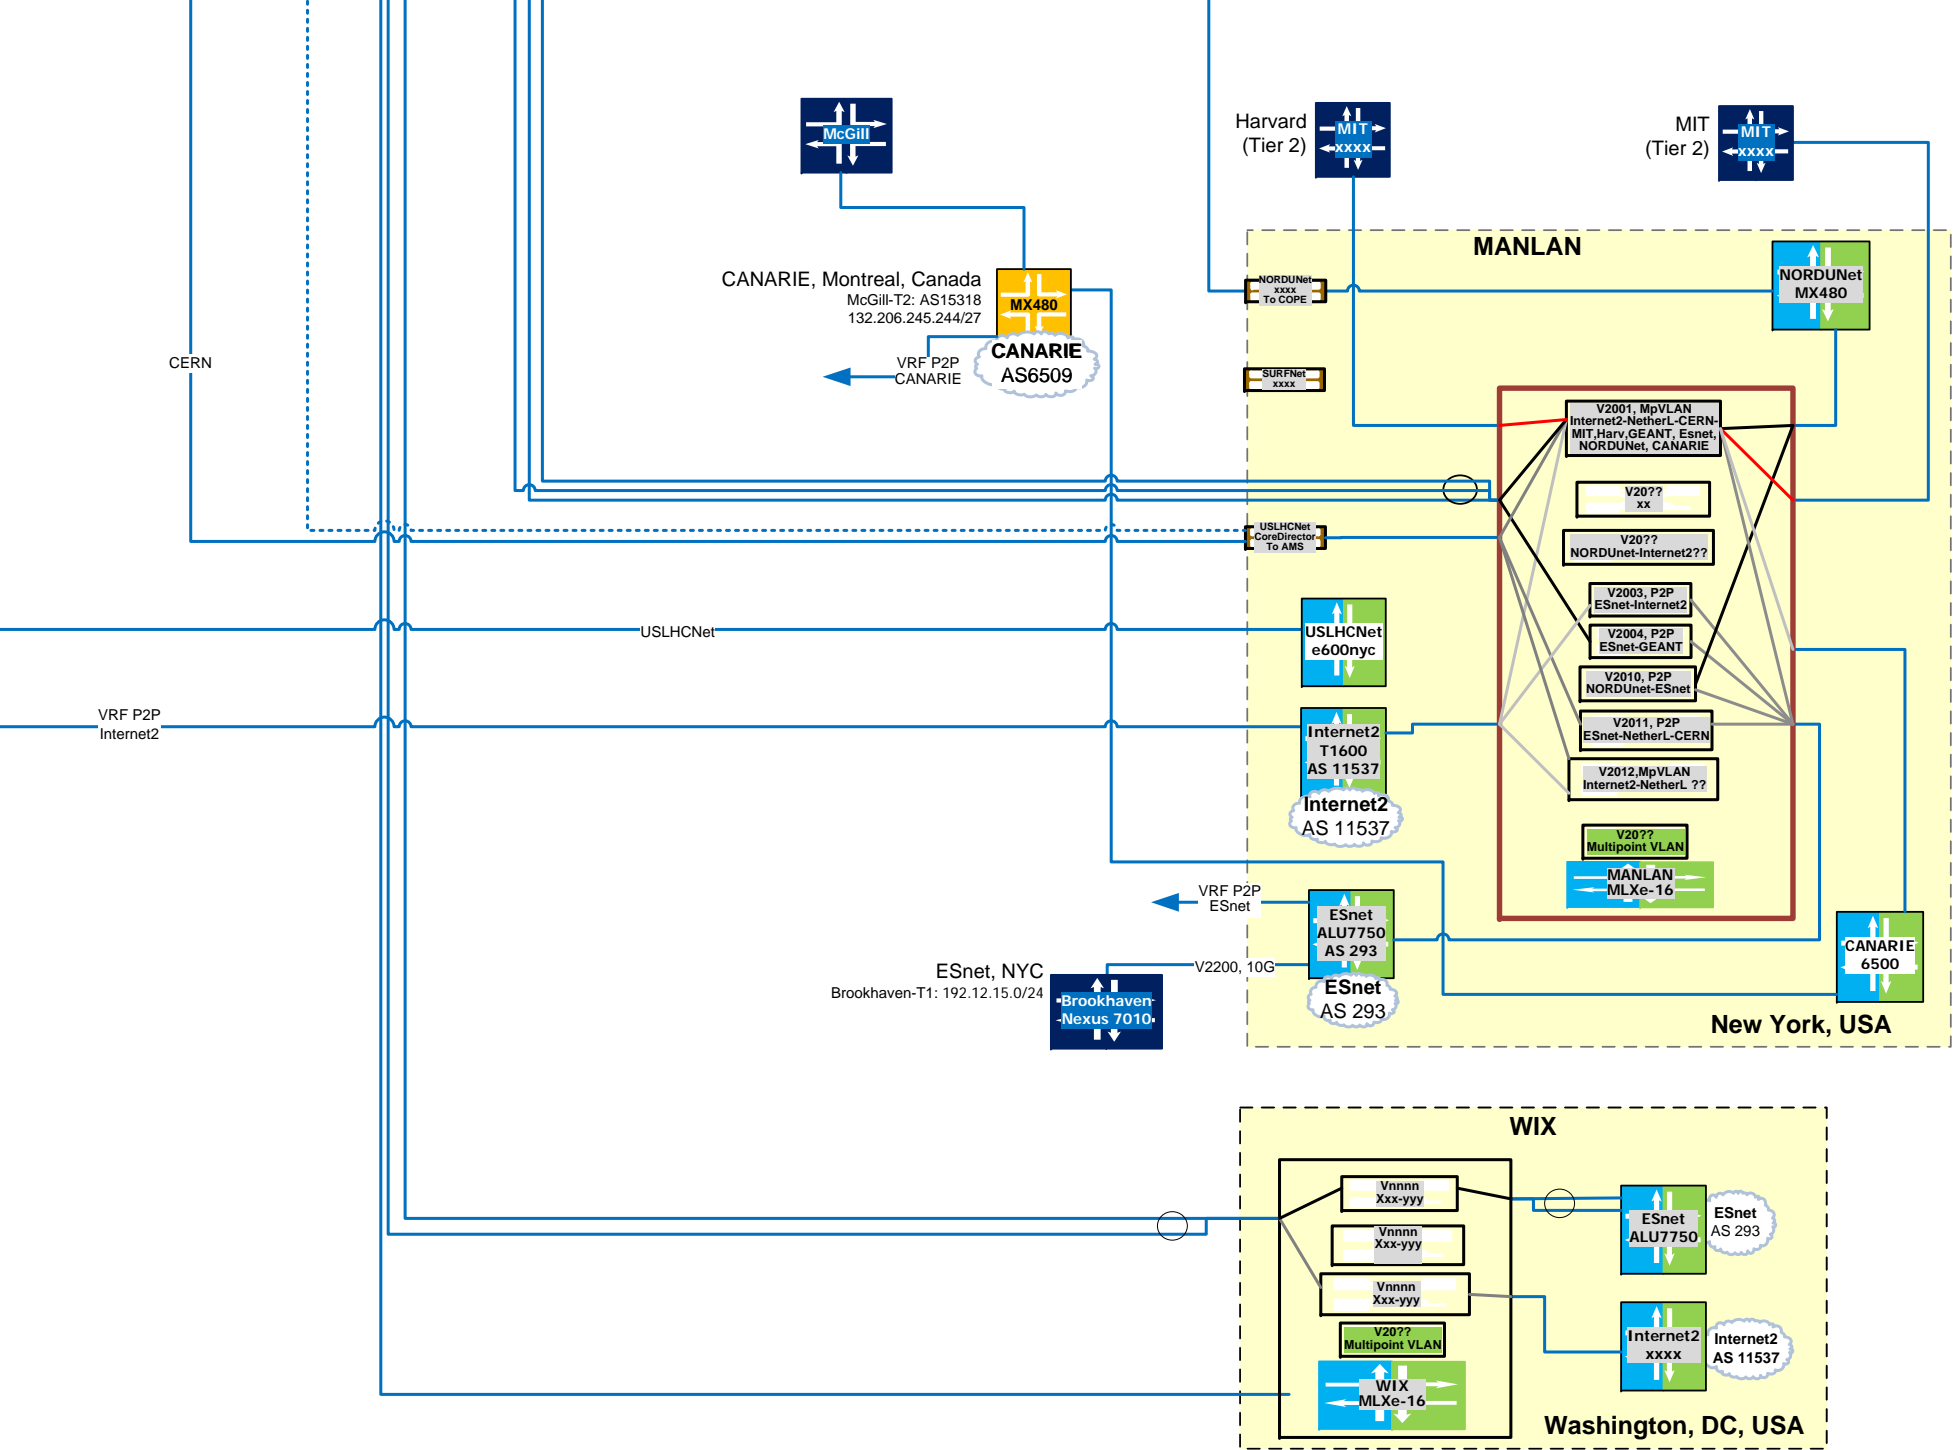 McGill
Harvard
(Tier 2)
MIT
xxxx
MIT
(Tier 2)
MIT
xxxx
MANLAN
CANARIE, Montreal, Canada
McGill-T2: AS15318
132.206.245.244/27
MX480
CANARIE
AS6509
VRF P2P
CANARIE
CERN
NORDUNet
xxxx
To COPE
NORDUNet
MX480
SURFNet
xxxx
V2001, MpVLAN
Internet2-NetherL-CERN-
MIT,Harv,GEANT, Esnet,
NORDUNet, CANARIE
V20??
xx
USLHCNet
CoreDirector
To AMS
V20??
NORDUnet-Internet2??
V2003, P2P
ESnet-Internet2
V2004, P2P
ESnet-GEANT
V2010, P2P
NORDUnet-ESnet
V2011, P2P
ESnet-NetherL-CERN
V2012,MpVLAN
Internet2-NetherL ??
V20??
Multipoint VLAN
MANLAN
MLXe-16
USLHCNet
USLHCNet
e600nyc
VRF P2P
Internet2
Internet2
T1600
AS 11537
Internet2
AS 11537
VRF P2P
ESnet
ESnet
ALU7750
AS 293
ESnet
AS 293
V2200, 10G
ESnet, NYC
Brookhaven-T1: 192.12.15.0/24
Brookhaven
Nexus 7010
CANARIE
6500
New York, USA
WIX
Vnnnn
Xxx-yyy
Vnnnn
Xxx-yyy
Vnnnn
Xxx-yyy
V20??
Multipoint VLAN
WIX
MLXe-16
ESnet
ALU7750
ESnet
AS 293
Internet2
xxxx
Internet2
AS 11537
Washington, DC, USA